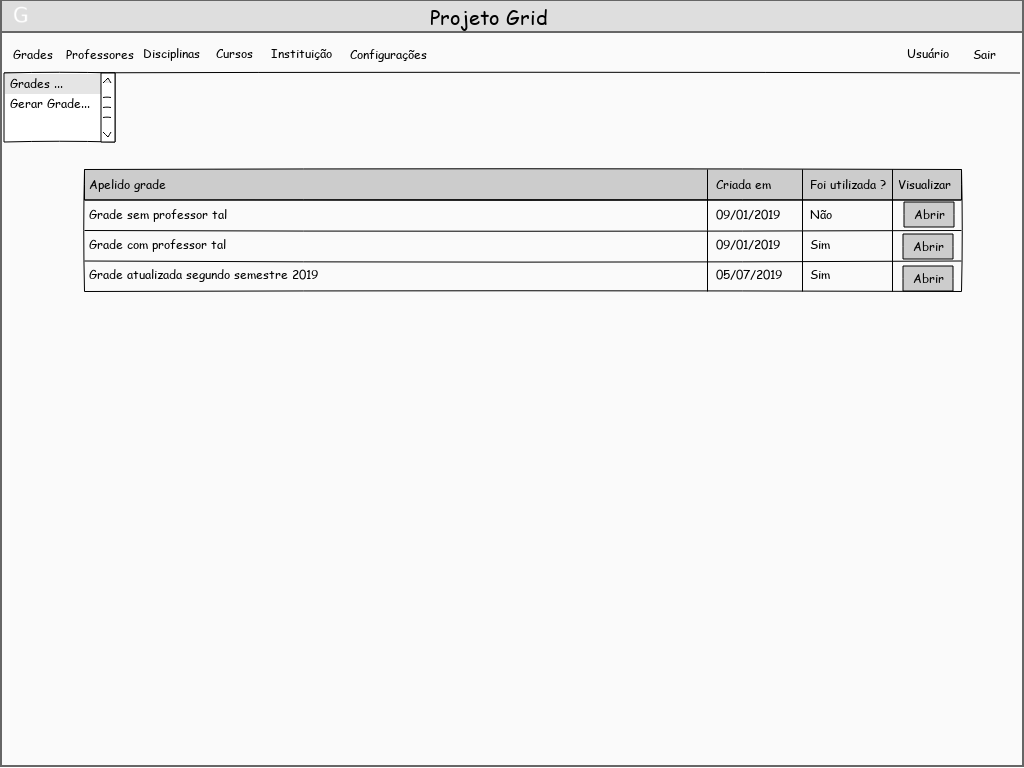 G
Projeto Grid
Grades Professores Disciplinas Cursos Instituição Configurações Usuário Sair
Grades ...
Gerar Grade...
Apelido grade Criada em Foi utilizada ? Visualizar
Grade sem professor tal 09/01/2019 Não Abrir
Grade com professor tal 09/01/2019 Sim Abrir
Grade atualizada segundo semestre 2019 05/07/2019 Sim Abrir